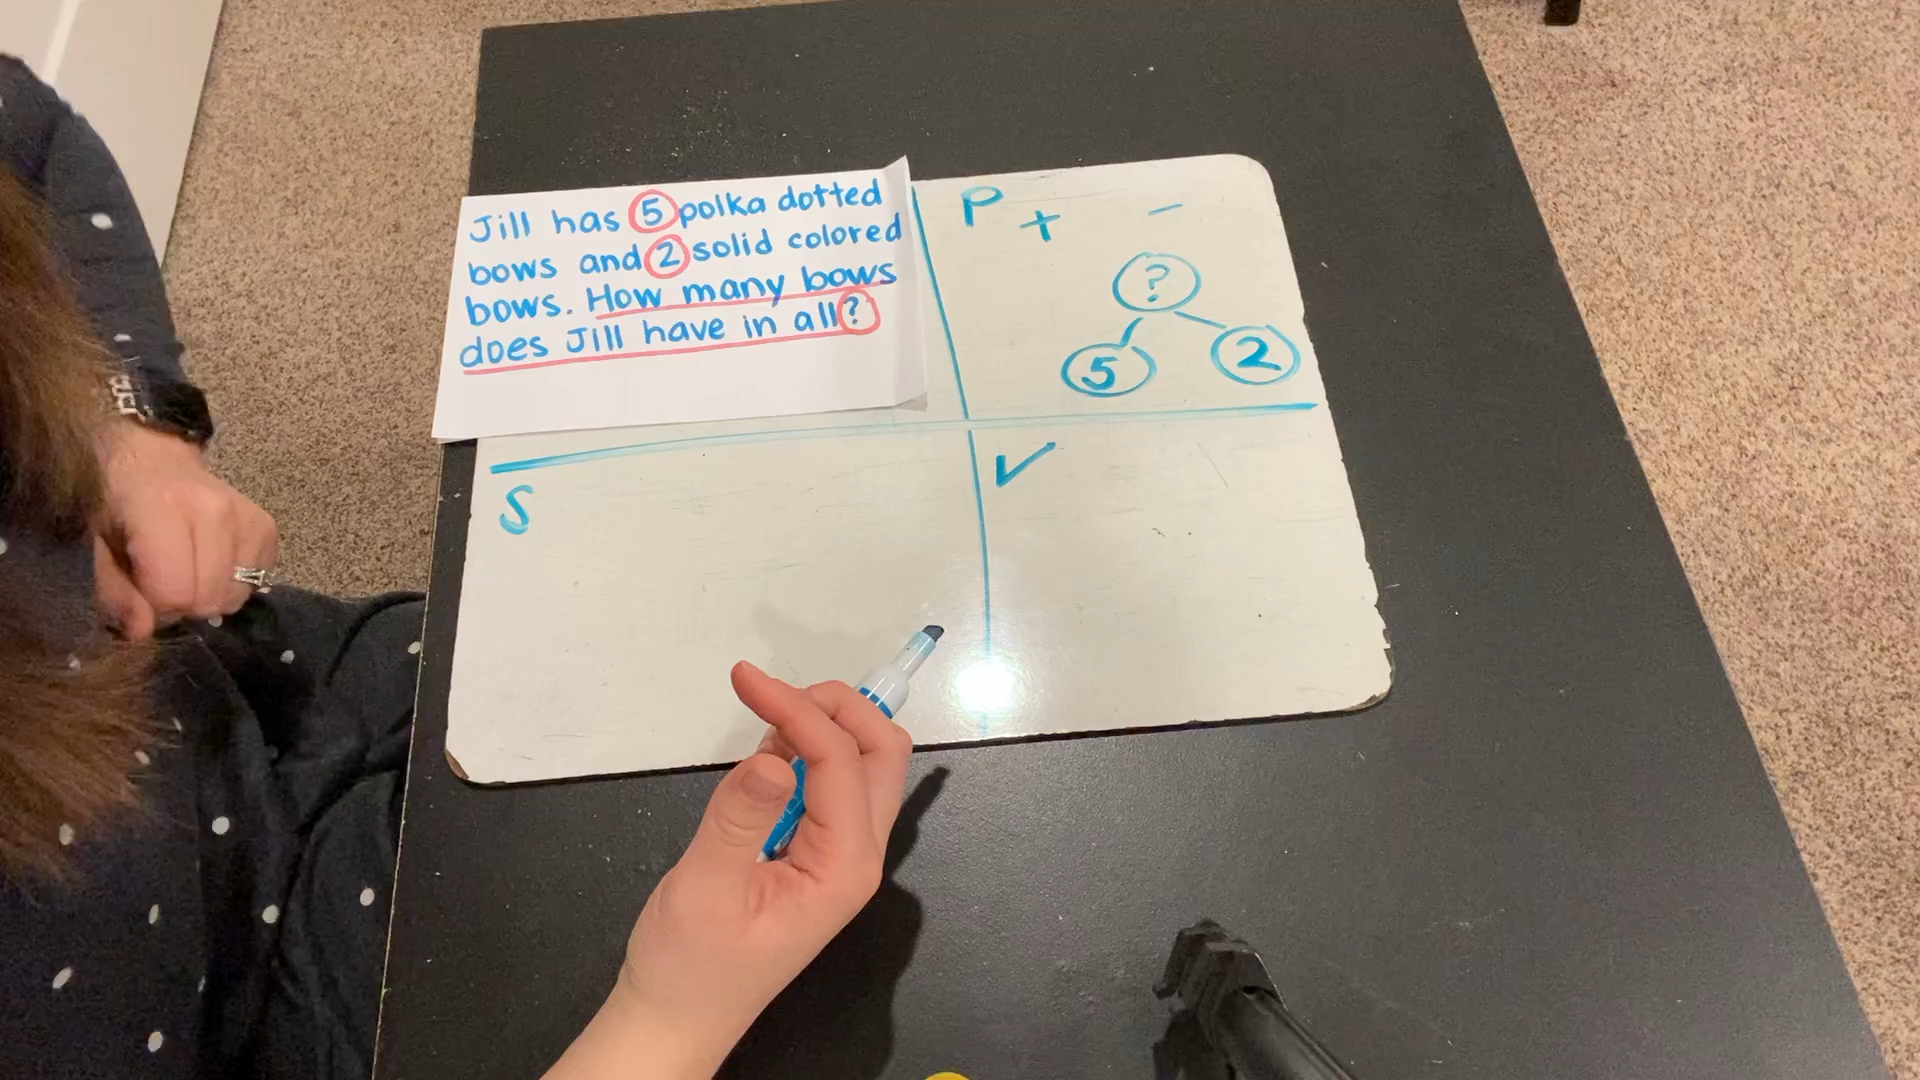 Jill has 5 polka dotted
bows and 2 solid colored
bows. How many bows
does Jill have in all?
P + -
?
5 2
S
✓